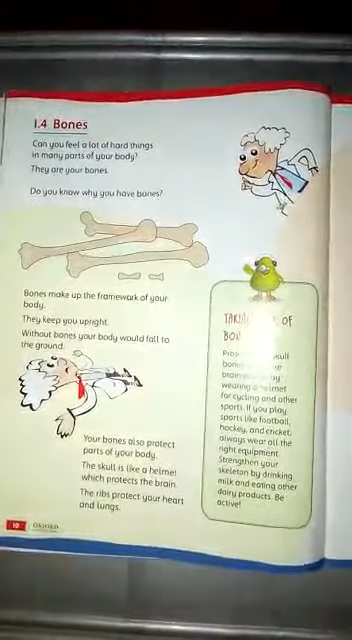 1.4 Bones
Can you feel a lot of hard things
in many parts of your body?
They are your bones.
Do you know why you have bones?
Bones make up the framework of your
body.
They keep you upright.
Without bones your body would fall to
the ground.
Your bones also protect
parts of your body.
The skull is like a helmet
which protects the brain.
The ribs protect your heart
and lungs.
OF
skull
wearing a helmet
for cycling and other
sports. If you play
sports like football,
hockey, and cricket,
always wear all the
right equipment.
Strengthen your
skeleton by drinking
milk and eating other
dairy products. Be
active!
10
OXFORD